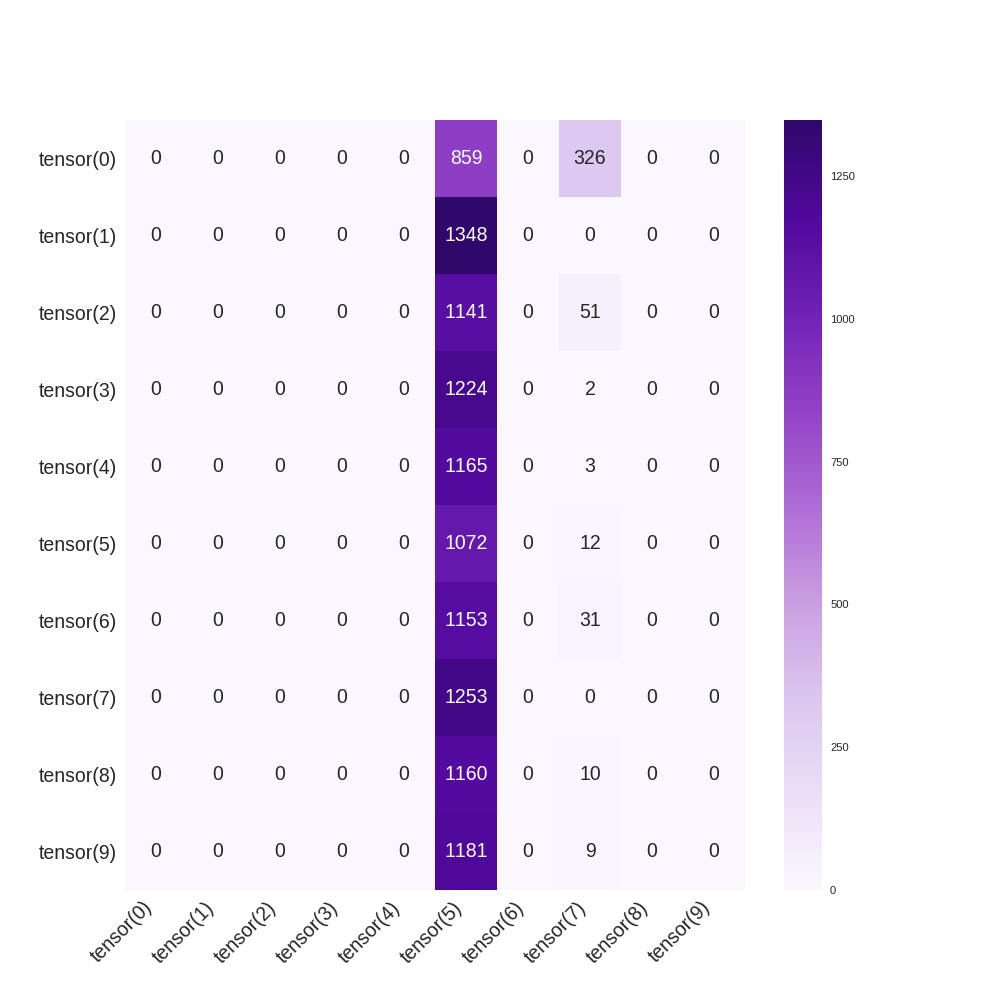 tensor(0) 0 0 0 0 0 859 0 326 0 0
1250
tensor(1) 0 0 0 0 0 1348 0 0 0 0
tensor(2) 0 0 0 0 0 1141 0 51 0 0
1000
tensor(3) 0 0 0 0 0 1224 0 2 0 0
tensor(4) 0 0 0 0 0 1165 0 3 0 0
750
tensor(5) 0 0 0 0 0 1072 0 12 0 0
500
tensor(6) 0 0 0 0 0 1153 0 31 0 0
tensor(7) 0 0 0 0 0 1253 0 0 0 0
250
tensor(8) 0 0 0 0 0 1160 0 10 0 0
tensor(9) 0 0 0 0 0 1181 0 9 0 0
0
tensor(0) tensor(1) tensor(2) tensor(3) tensor(4) tensor(5) tensor(6) tensor(7) tensor(8) tensor(9)